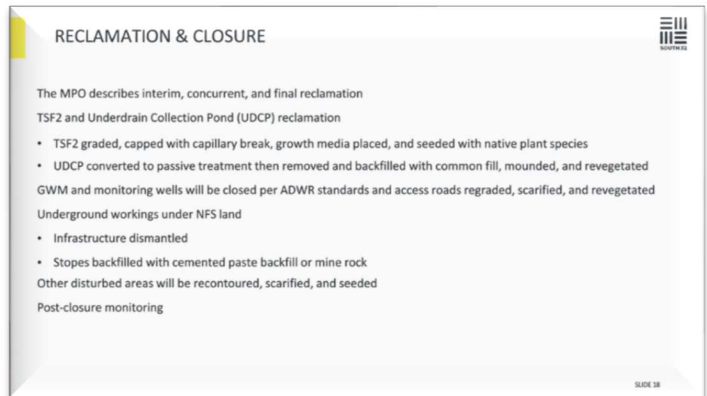 RECLAMATION & CLOSURE
SOUTH32
The MPO describes interim, concurrent, and final reclamation
TSF2 and Underdrain Collection Pond (UDCP) reclamation
• TSF2 graded, capped with capillary break, growth media placed, and seeded with native plant species
• UDCP converted to passive treatment then removed and backfilled with common fill, mounded, and revegetated
GWM and monitoring wells will be closed per ADWR standards and access roads regraded, scarified, and revegetated
Underground workings under NFS land
• Infrastructure dismantled
• Stopes backfilled with cemented paste backfill or mine rock
Other disturbed areas will be recontoured, scarified, and seeded
Post-closure monitoring
SLIDE 18